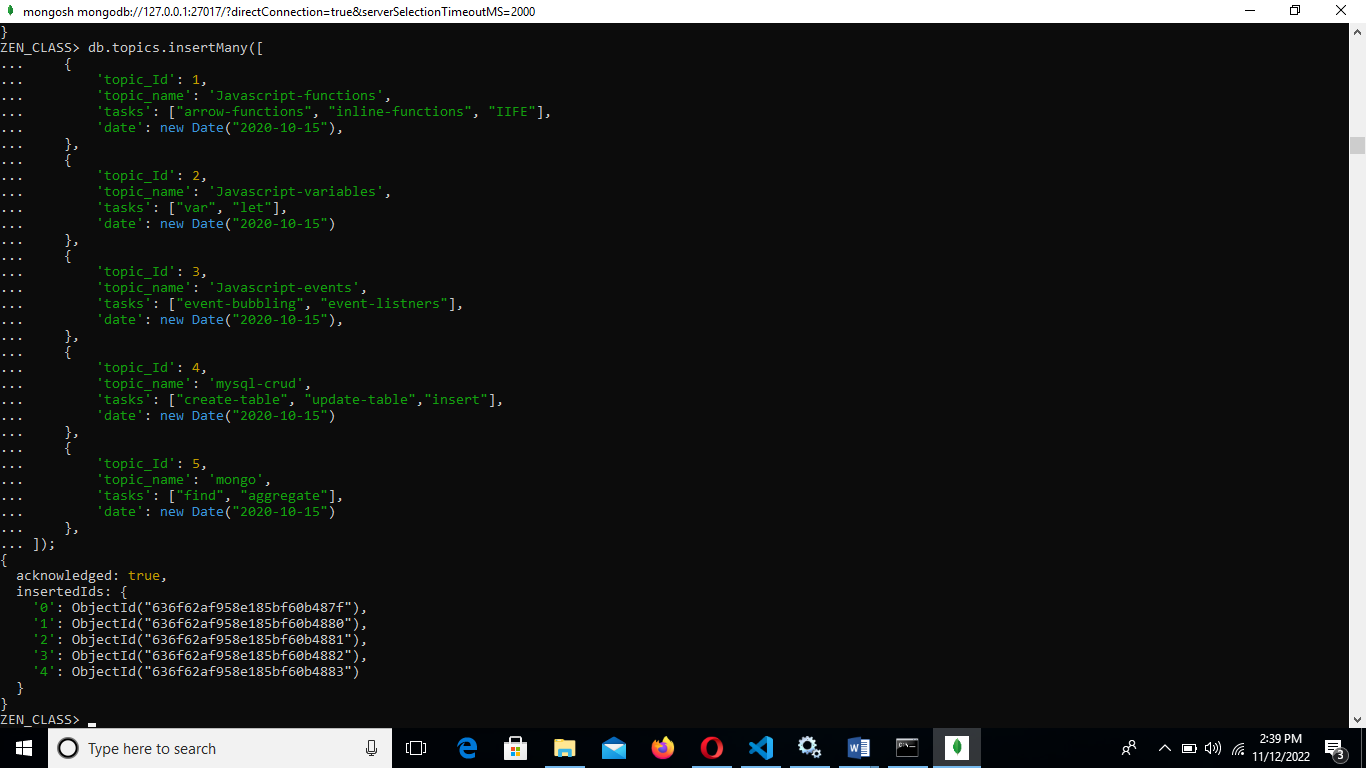 mongosh mongodb://127.0.0.1:27017/?directConnection=true&serverSelectionTimeoutMS=2000
}
ZEN_CLASS> db.topics.insertMany([
...     {
...         'topic_Id': 1,
...         'topic_name': 'Javascript-functions',
...         'tasks': ["arrow-functions", "inline-functions", "IIFE"],
...         'date': new Date("2020-10-15"),
...     },
...     {
...         'topic_Id': 2,
...         'topic_name': 'Javascript-variables',
...         'tasks': ["var", "let"],
...         'date': new Date("2020-10-15")
...     },
...     {
...         'topic_Id': 3,
...         'topic_name': 'Javascript-events',
...         'tasks': ["event-bubbling", "event-listners"],
...         'date': new Date("2020-10-15"),
...     },
...     {
...         'topic_Id': 4,
...         'topic_name': 'mysql-crud',
...         'tasks': ["create-table", "update-table","insert"],
...         'date': new Date("2020-10-15")
...     },
...     {
...         'topic_Id': 5,
...         'topic_name': 'mongo',
...         'tasks': ["find", "aggregate"],
...         'date': new Date("2020-10-15")
...     },
... ]);
{
  acknowledged: true,
  insertedIds: {
    '0': ObjectId("636f62af958e185bf60b487f"),
    '1': ObjectId("636f62af958e185bf60b4880"),
    '2': ObjectId("636f62af958e185bf60b4881"),
    '3': ObjectId("636f62af958e185bf60b4882"),
    '4': ObjectId("636f62af958e185bf60b4883")
  }
}
ZEN_CLASS>
Type here to search
2:39 PM
11/12/2022
3